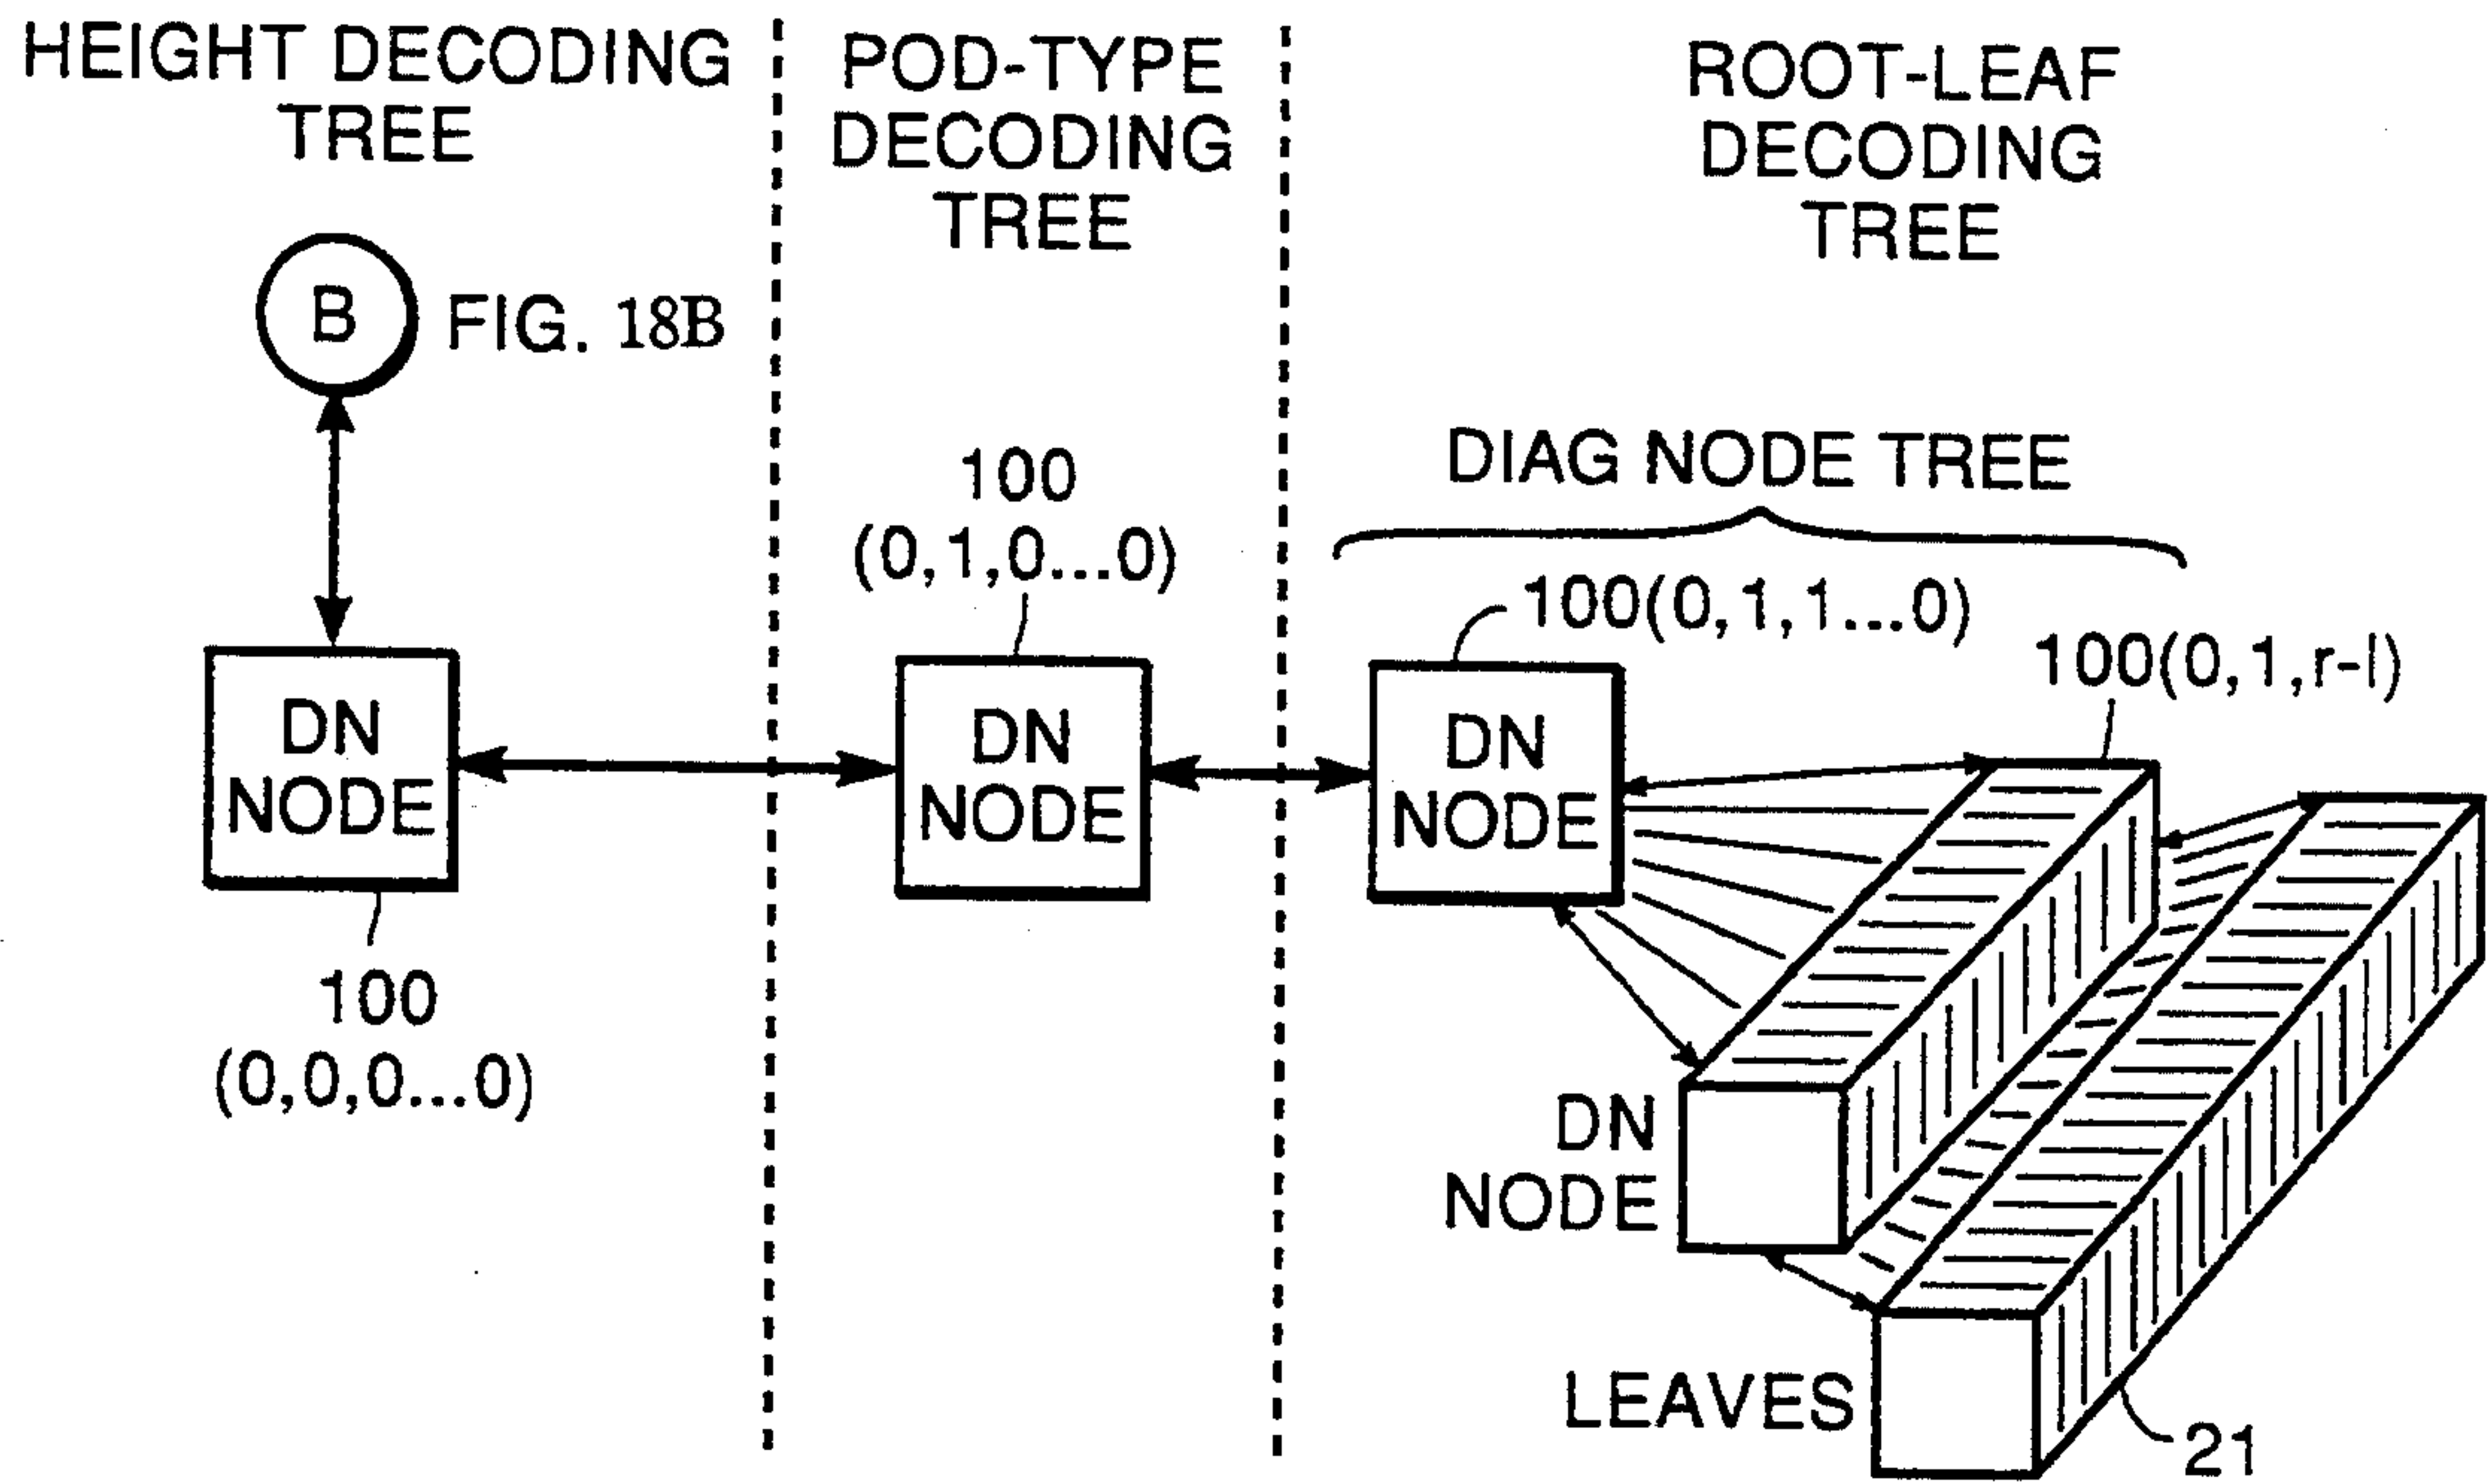 HEIGHT DECODING
TREE
POD-TYPE
DECODING
TREE
ROOT-LEAF
DECODING
TREE
B
FIG. 18B
DIAG NODE TREE
100
(0,1,0...0)
100(0,1,1...0)
100(0,1,r-l)
DN
NODE
DN
NODE
DN
NODE
100
(0,0,0...0)
DN
NODE
LEAVES
21